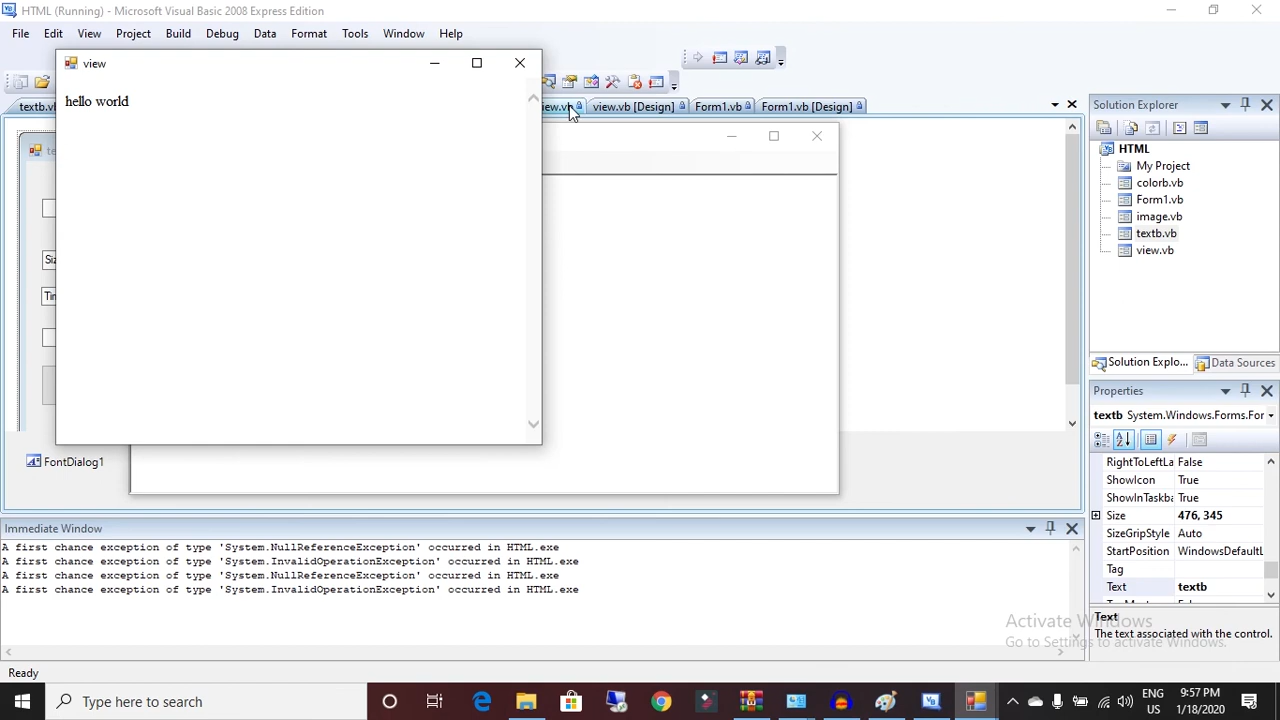 HTML (Running) - Microsoft Visual Basic 2008 Express Edition
File Edit View Project Build Debug Data Format Tools Window Help
view
hello world
textb.vb
view.vb view.vb [Design] Form1.vb Form1.vb [Design]
FontDialog1
Solution Explorer
HTML
My Project
colorb.vb
Form1.vb
image.vb
textb.vb
view.vb
Solution Explo... Data Sources
Properties
textb System.Windows.Forms.For
RightToLeftLa False
ShowIcon True
ShowInTaskba True
Size 476, 345
SizeGripStyle Auto
StartPosition WindowsDefaultL
Tag
Text textb
Text
The text associated with the control.
Immediate Window
A first chance exception of type 'System.NullReferenceException' occurred in HTML.exe
A first chance exception of type 'System.InvalidOperationException' occurred in HTML.exe
A first chance exception of type 'System.NullReferenceException' occurred in HTML.exe
A first chance exception of type 'System.InvalidOperationException' occurred in HTML.exe
Activate Windows
Go to Settings to activate Windows.
Ready
Type here to search
ENG
US
9:57 PM
1/18/2020